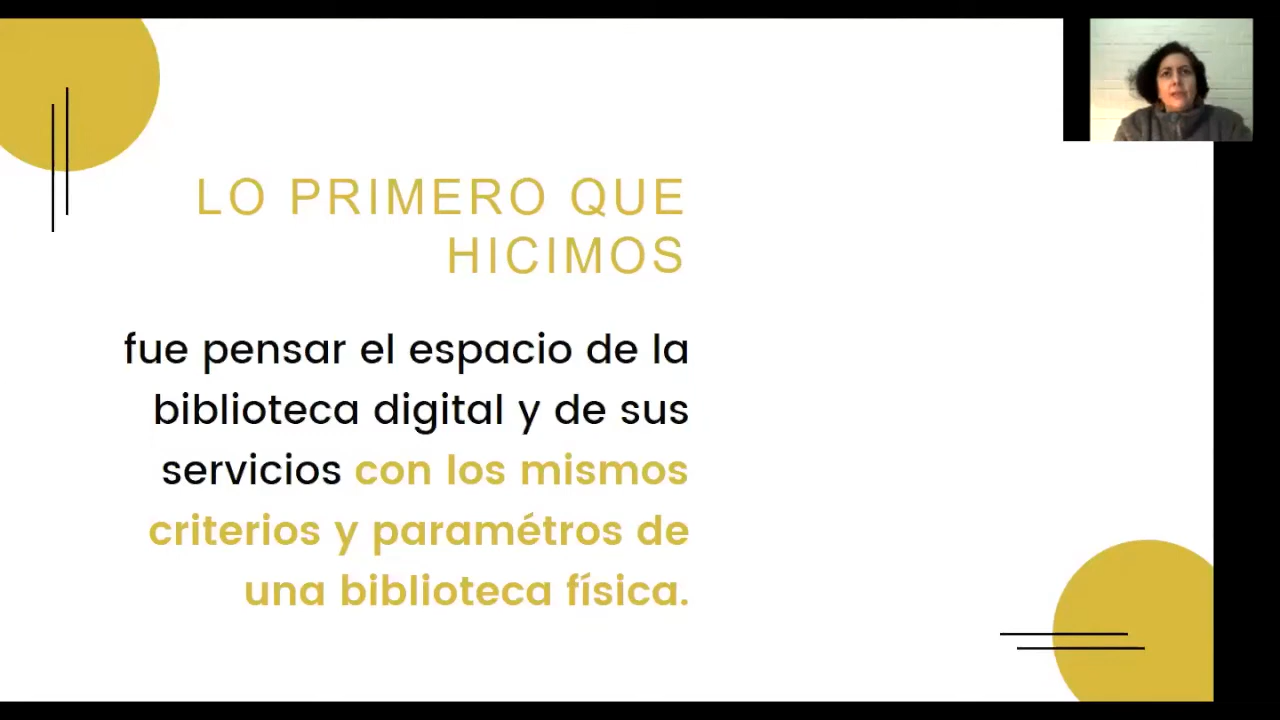 LO PRIMERO QUE
HICIMOS
fue pensar el espacio de la
biblioteca digital y de sus
servicios con los mismos
criterios y paramétros de
una biblioteca física.